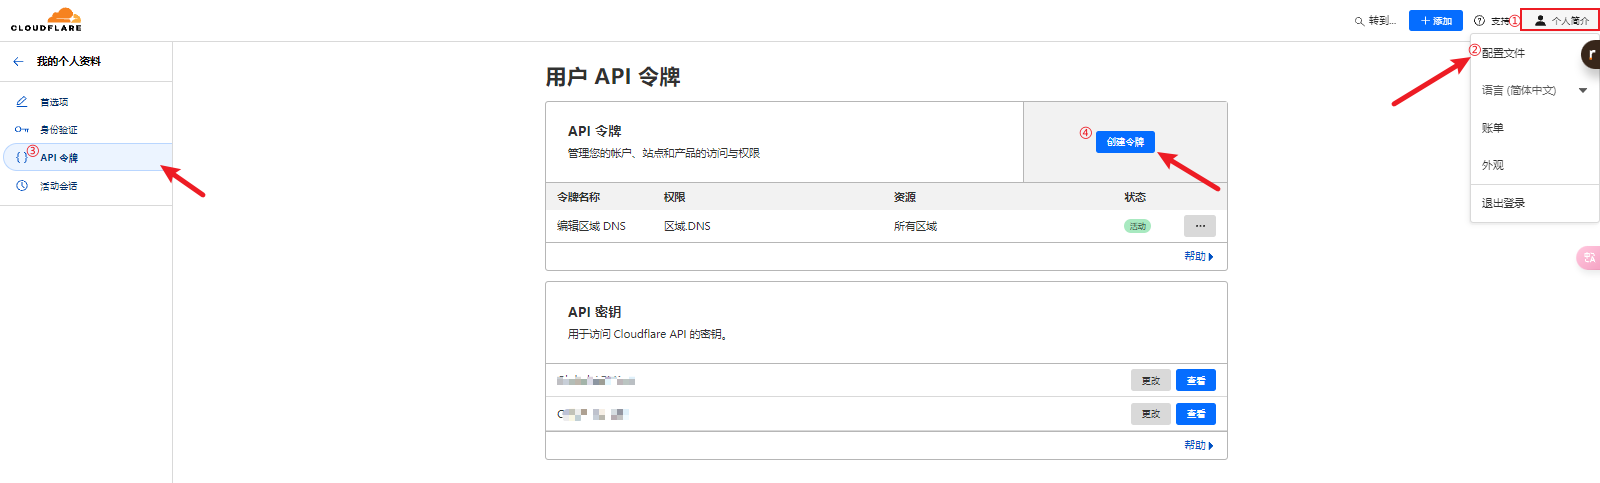 CLOUDFLARE
转到...
+ 添加
支持
①
个人简介
我的个人资料
首选项
身份验证
③
API 令牌
活动会话
②
配置文件
语言 (简体中文)
账单
外观
退出登录
用户 API 令牌
API 令牌
管理您的帐户、站点和产品的访问与权限
④
创建令牌
令牌名称 权限 资源 状态
编辑区域 DNS 区域.DNS 所有区域 活动 ...
帮助
API 密钥
用于访问 Cloudflare API 的密钥。
更改 查看
更改 查看
帮助